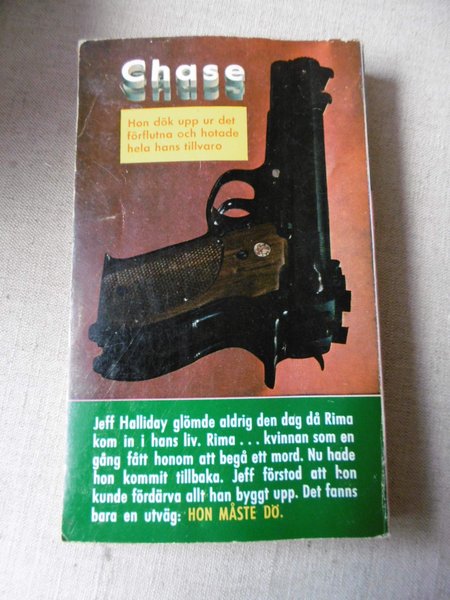 Chase
Hon dök upp ur det
förflutna och hotade
hela hans tillvaro
Jeff Halliday glömde aldrig den dag då Rima
kom in i hans liv. Rima . . . kvinnan som en
gång fått honom att begå ett mord. Nu hade
hon kommit tillbaka. Jeff förstod att hon
kunde fördärva allt han byggt upp. Det fanns
bara en utväg: HON MÅSTE DÖ.